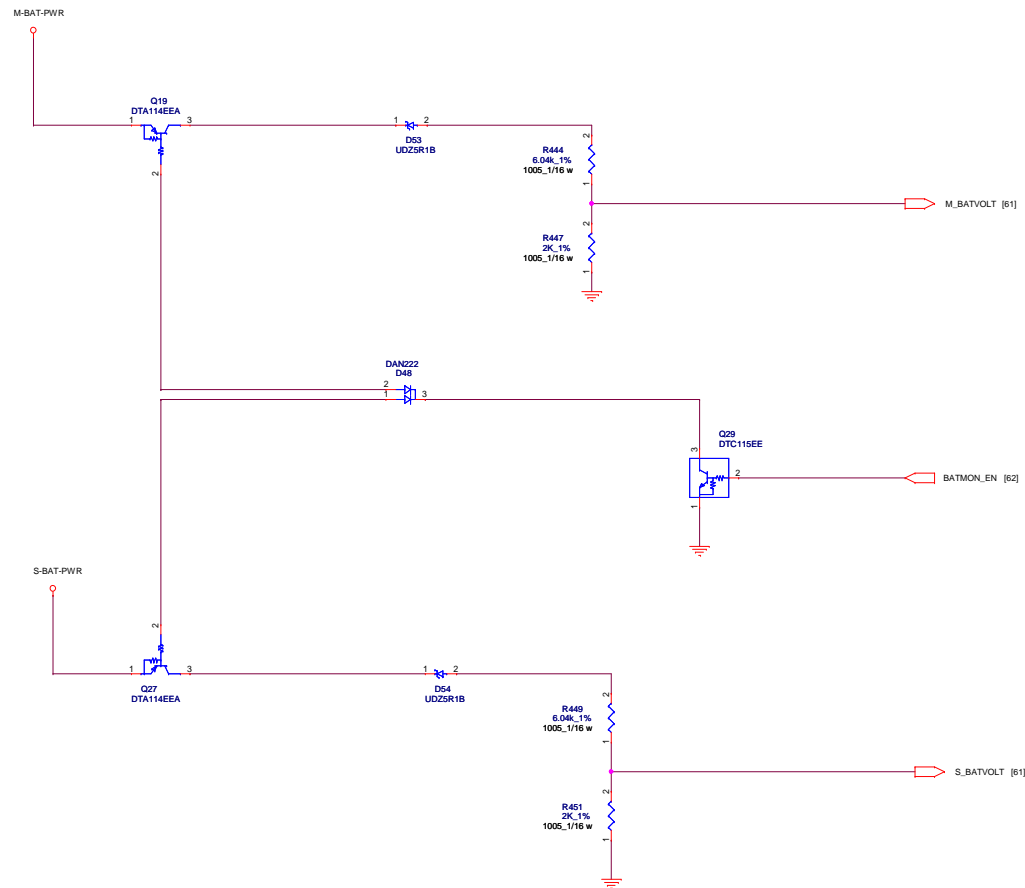 M-BAT-PWR
Q19
DTA114EEA
1
3
2
1
2
D53
UDZ5R1B
2
R444
6.04k_1%
1005_1/16 w
1
M_BATVOLT [61]
2
R447
2K_1%
1005_1/16 w
1
DAN222
D48
2
1
3
Q29
DTC115EE
3
2
1
BATMON_EN [62]
S-BAT-PWR
2
1
3
Q27
DTA114EEA
1
2
D54
UDZ5R1B
2
R449
6.04k_1%
1005_1/16 w
1
S_BATVOLT [61]
2
R451
2K_1%
1005_1/16 w
1